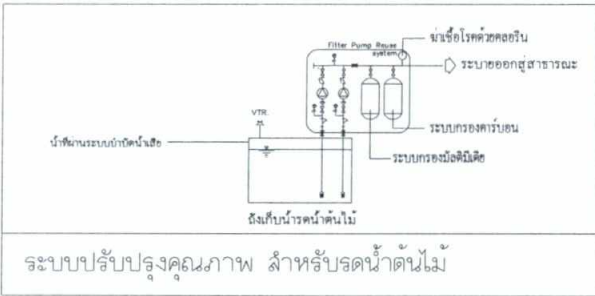 Filter Pump Reuse
system
ฆ่าเชื้อโรคด้วยคลอรีน
ระบายออกสู่สาธารณะ
VTR.
ระบบกรองคาร์บอน
น้ำที่ผ่านระบบบำบัดน้ำเสีย
ระบบกรองมัลติมีเดีย
ถังเก็บน้ำรดน้ำต้นไม้
ระบบปรับปรุงคุณภาพ สำหรับรดน้ำต้นไม้